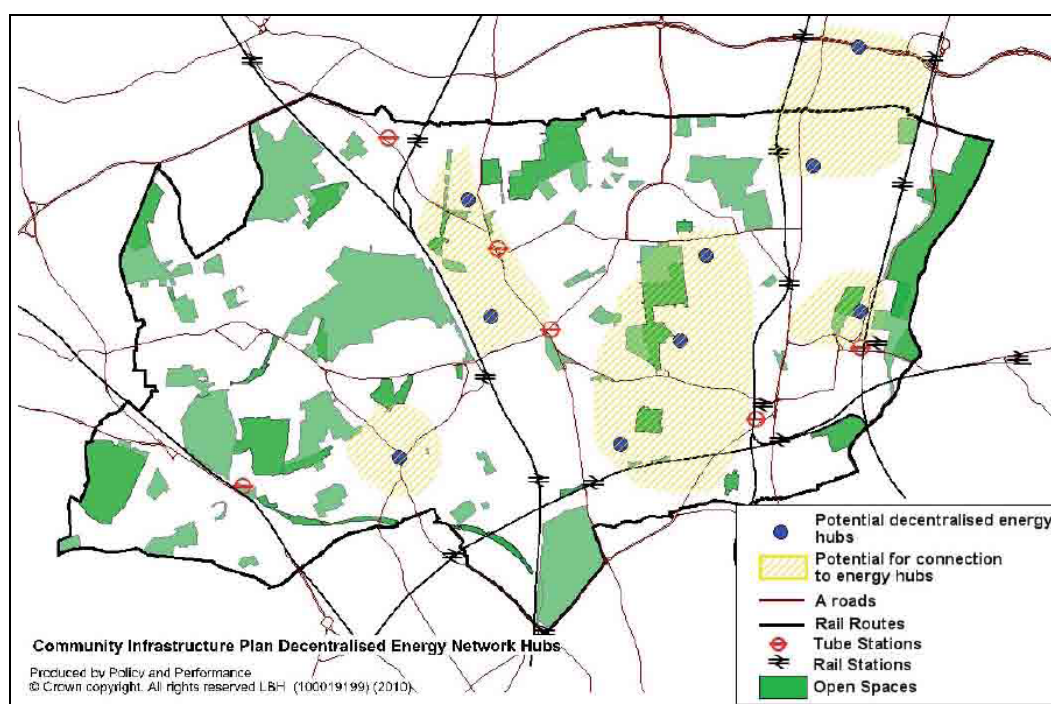 Potential decentralised energy
hubs
Potential for connection
to energy hubs
A roads
Rail Routes
Tube Stations
Rail Stations
Open Spaces
Community Infrastructure Plan Decentralised Energy Network Hubs
Produced by Policy and Performance
© Crown copyright. All rights reserved LBH (100019199) (2010)